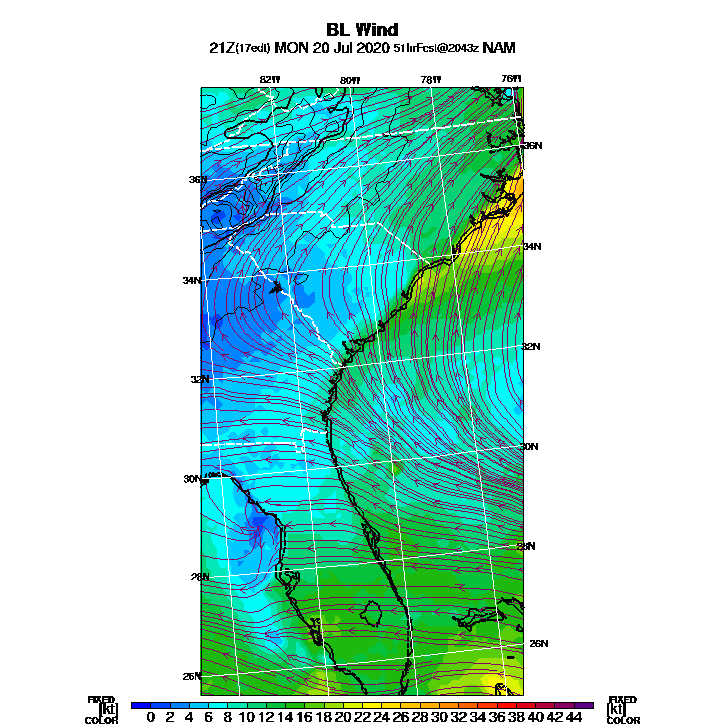 BL Wind
21Z(17edt) MON 20 Jul 2020 51hrFcst@2043z NAM
82W 80W 78W 76W
36N
36N
34N
34N
32N
32N
30N
30N
28N
28N
26N
26N
FIXED FIXED
[kt] 0 2 4 6 8 10 12 14 16 18 20 22 24 26 28 30 32 34 36 38 40 42 44 [kt]
COLOR COLOR